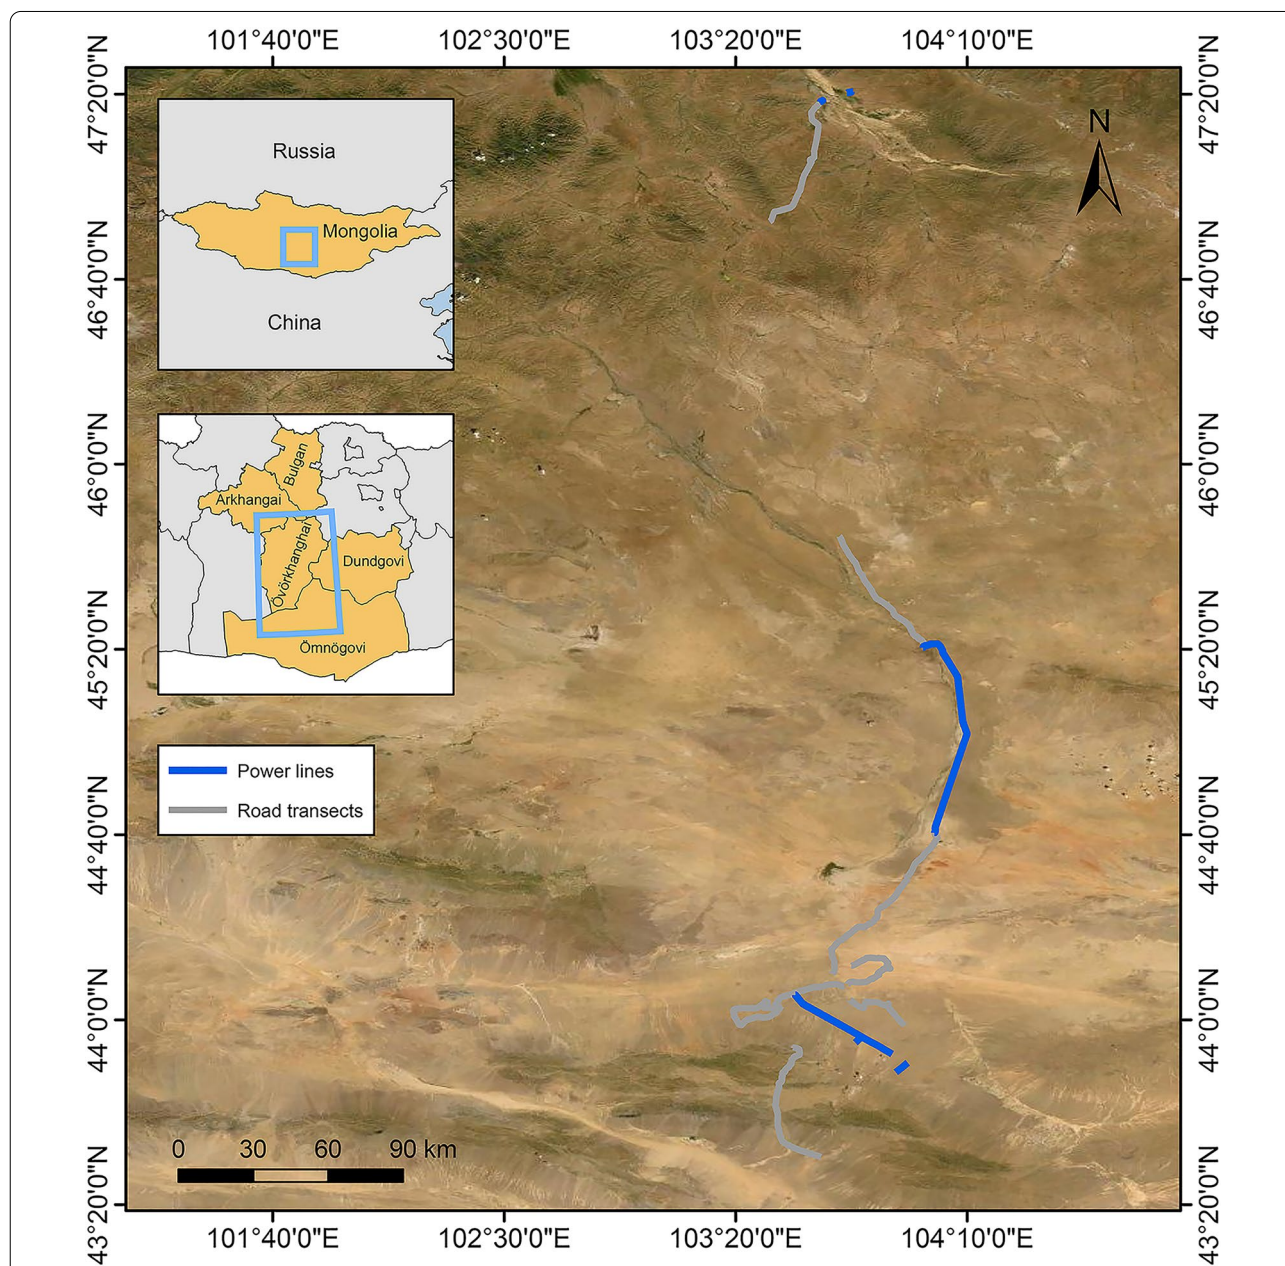 101°40'0"E 102°30'0"E 103°20'0"E 104°10'0"E
47°20'0"N
46°40'0"N
46°0'0"N
45°20'0"N
44°40'0"N
44°0'0"N
43°20'0"N
N
Russia
Mongolia
China
Bulgan
Arkhangai
Övörkhanghai
Dundgovi
Ömnögovi
Power lines
Road transects
0 30 60 90 km
47°20'0"N
46°40'0"N
46°0'0"N
45°20'0"N
44°40'0"N
44°0'0"N
43°20'0"N
101°40'0"E 102°30'0"E 103°20'0"E 104°10'0"E